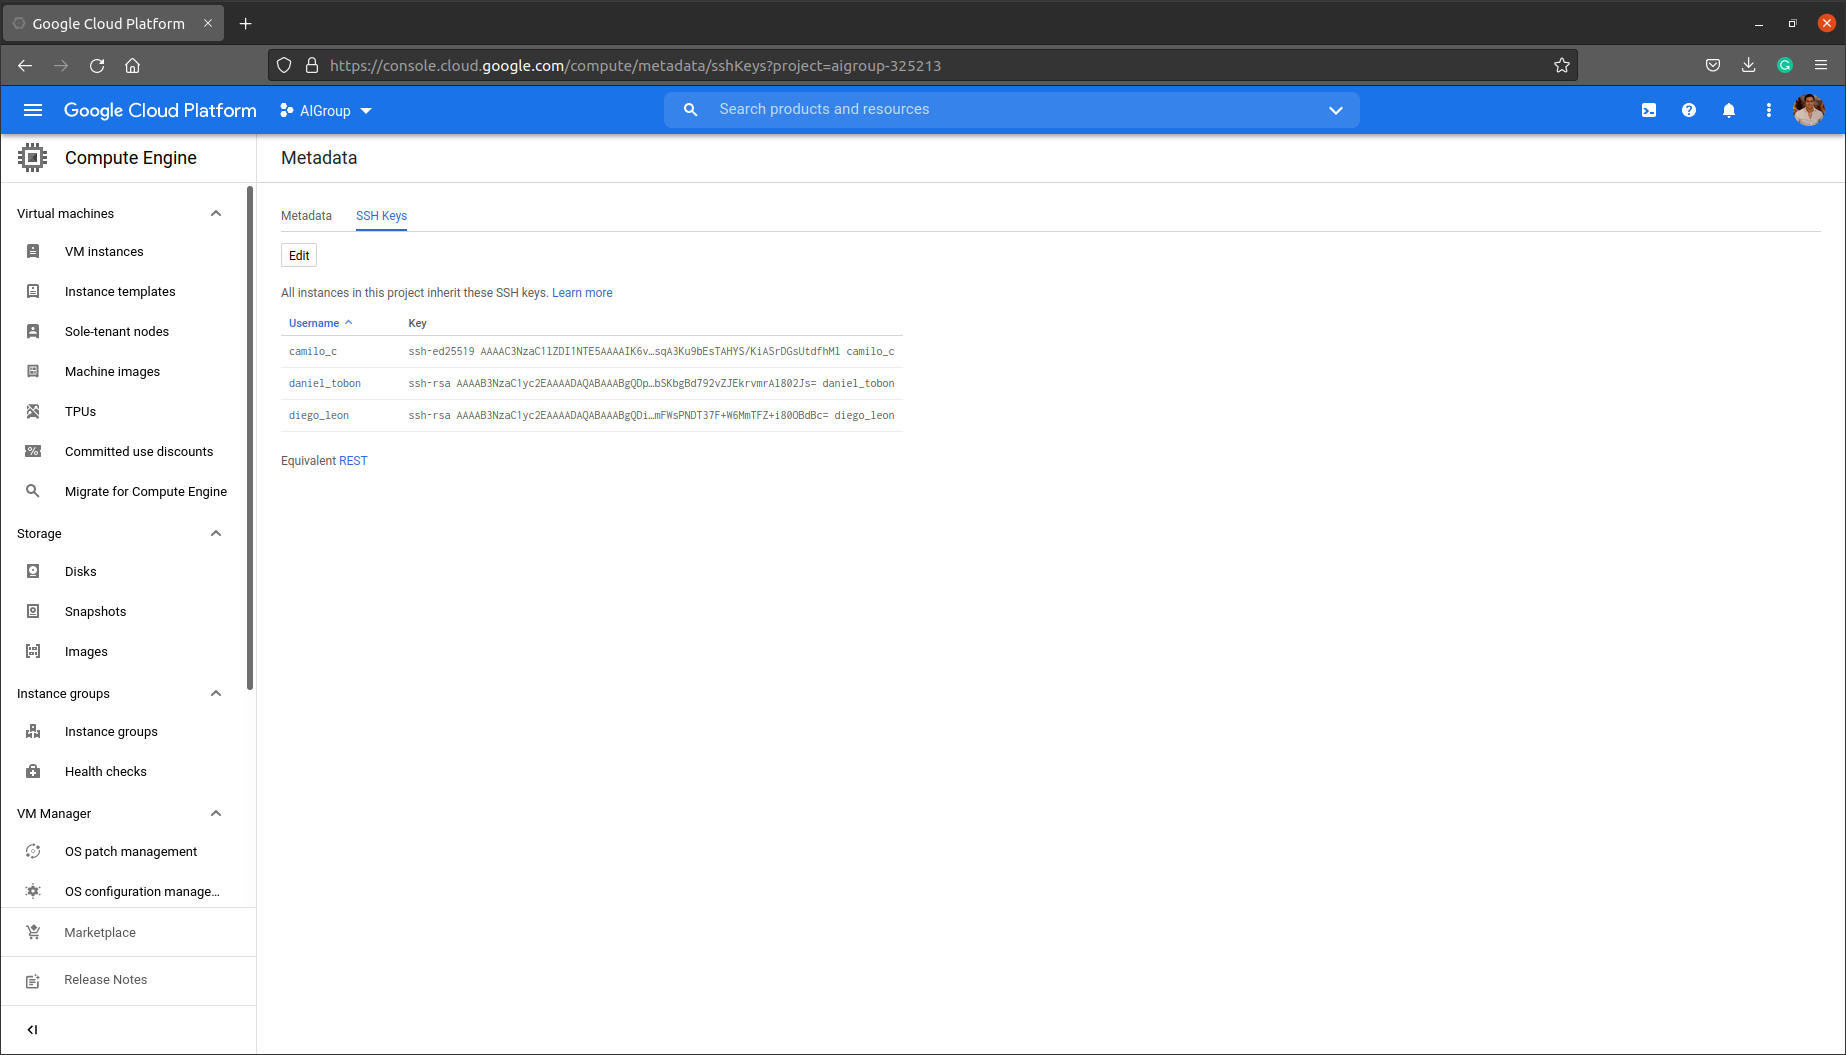 Google Cloud Platform
https://console.cloud.google.com/compute/metadata/sshKeys?project=aigroup-325213
Google Cloud Platform AIGroup Search products and resources
Compute Engine
Metadata
Virtual machines
VM instances
Instance templates
Sole-tenant nodes
Machine images
TPUs
Committed use discounts
Migrate for Compute Engine
Storage
Disks
Snapshots
Images
Instance groups
Instance groups
Health checks
VM Manager
OS patch management
OS configuration manage...
Marketplace
Release Notes
Metadata SSH Keys
Edit
All instances in this project inherit these SSH keys. Learn more
Username Key
camilo_c ssh-ed25519 AAAAC3NzaC1lZDI1NTE5AAAAIK6v…sqA3Ku9bEsTAHYS/KiASrDGsUtdfhMl camilo_c
daniel_tobon ssh-rsa AAAAB3NzaC1yc2EAAAADAQABAAABgQDp…bSKbgBd792vZJEkrvmrAl802Js= daniel_tobon
diego_leon ssh-rsa AAAAB3NzaC1yc2EAAAADAQABAAABgQDi…mFWsPNDT37F+W6MmTFZ+i80OBdBc= diego_leon
Equivalent REST